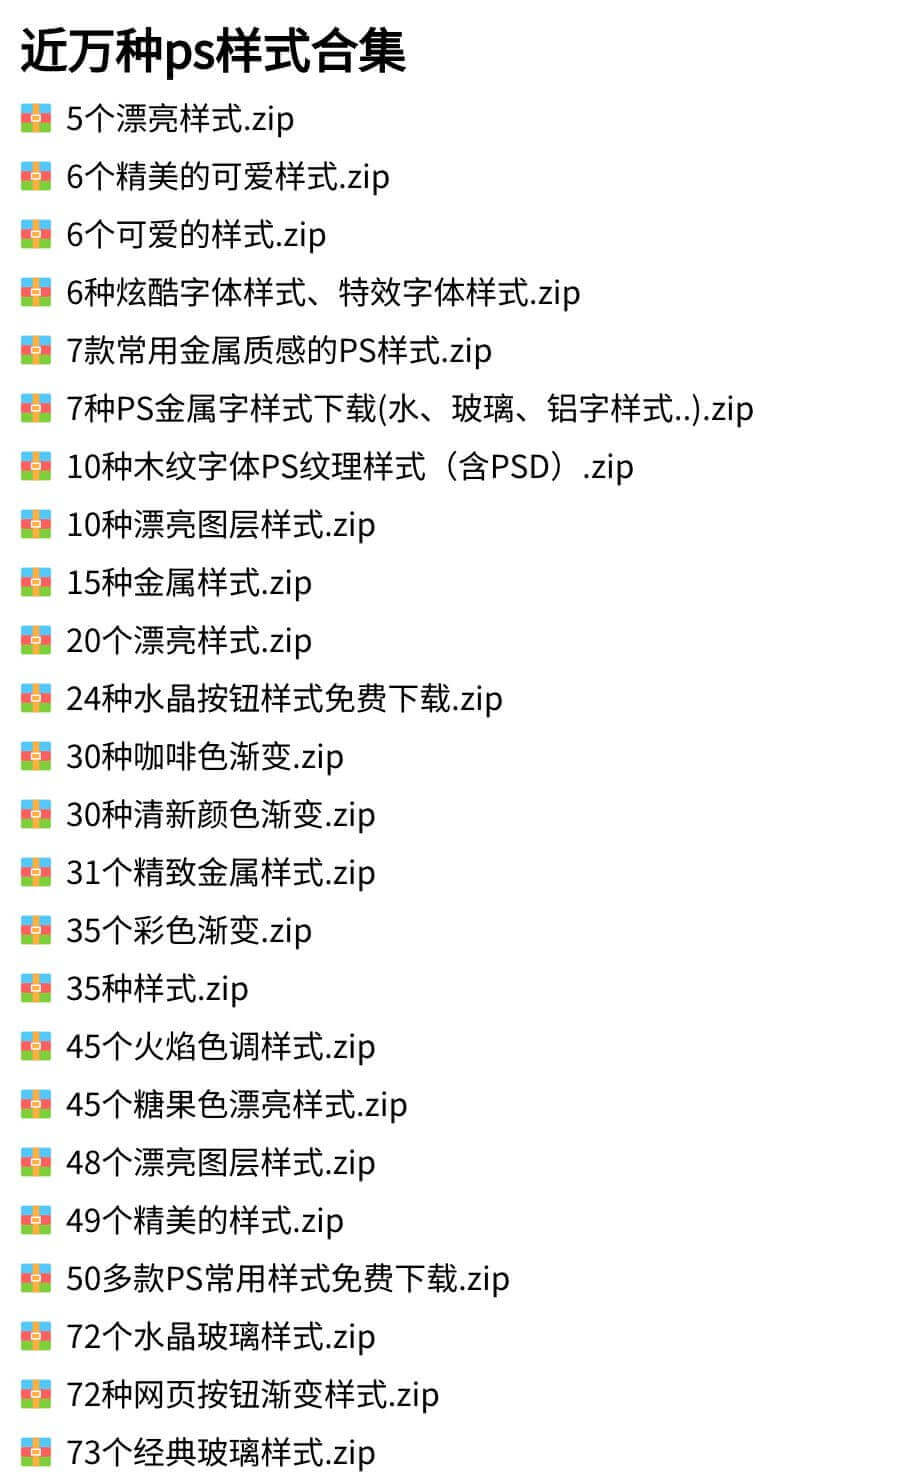 近万种ps样式合集
5个漂亮样式.zip
6个精美的可爱样式.zip
6个可爱的样式.zip
6种炫酷字体样式、特效字体样式.zip
7款常用金属质感的PS样式.zip
7种PS金属字样式下载(水、玻璃、铝字样式..).zip
10种木纹字体PS纹理样式（含PSD）.zip
10种漂亮图层样式.zip
15种金属样式.zip
20个漂亮样式.zip
24种水晶按钮样式免费下载.zip
30种咖啡色渐变.zip
30种清新颜色渐变.zip
31个精致金属样式.zip
35个彩色渐变.zip
35种样式.zip
45个火焰色调样式.zip
45个糖果色漂亮样式.zip
48个漂亮图层样式.zip
49个精美的样式.zip
50多款PS常用样式免费下载.zip
72个水晶玻璃样式.zip
72种网页按钮渐变样式.zip
73个经典玻璃样式.zip